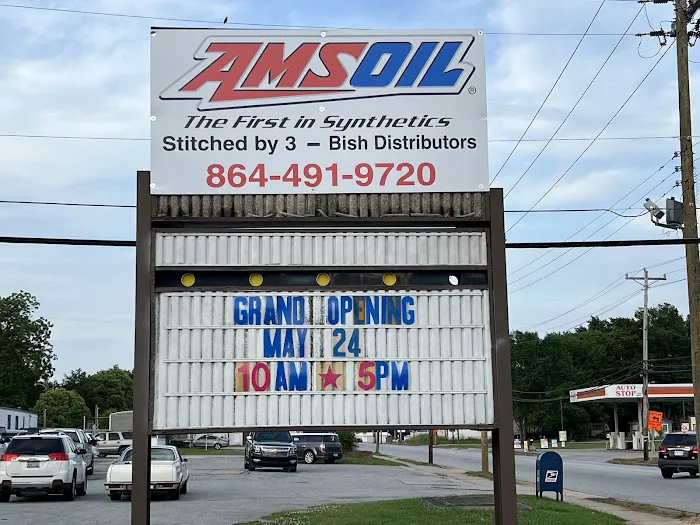 AMSOIL®
The First in Synthetics
Stitched by 3 – Bish Distributors
864-491-9720
GRAND OPENING
MAY 24
10 AM ★ 5PM
AUTO
STOP